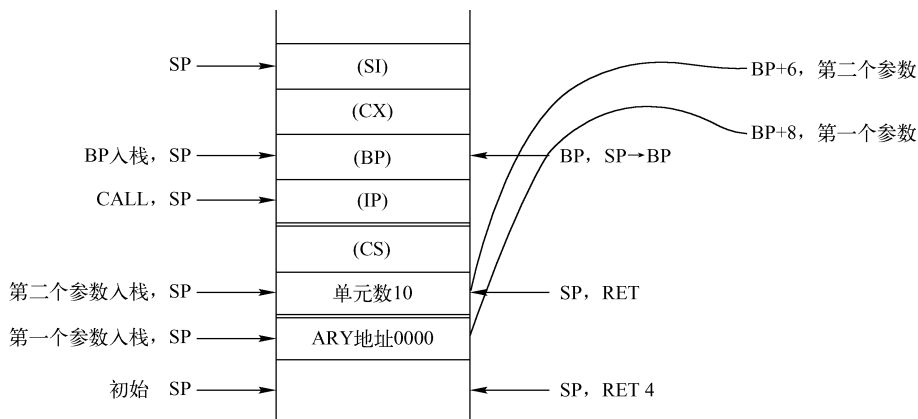 SP (SI) BP+6，第二个参数
(CX) BP+8，第一个参数
BP入栈，SP (BP) BP，SP→BP
CALL，SP (IP)
(CS)
第二个参数入栈，SP 单元数10 SP，RET
第一个参数入栈，SP ARY地址0000
初始 SP SP，RET 4